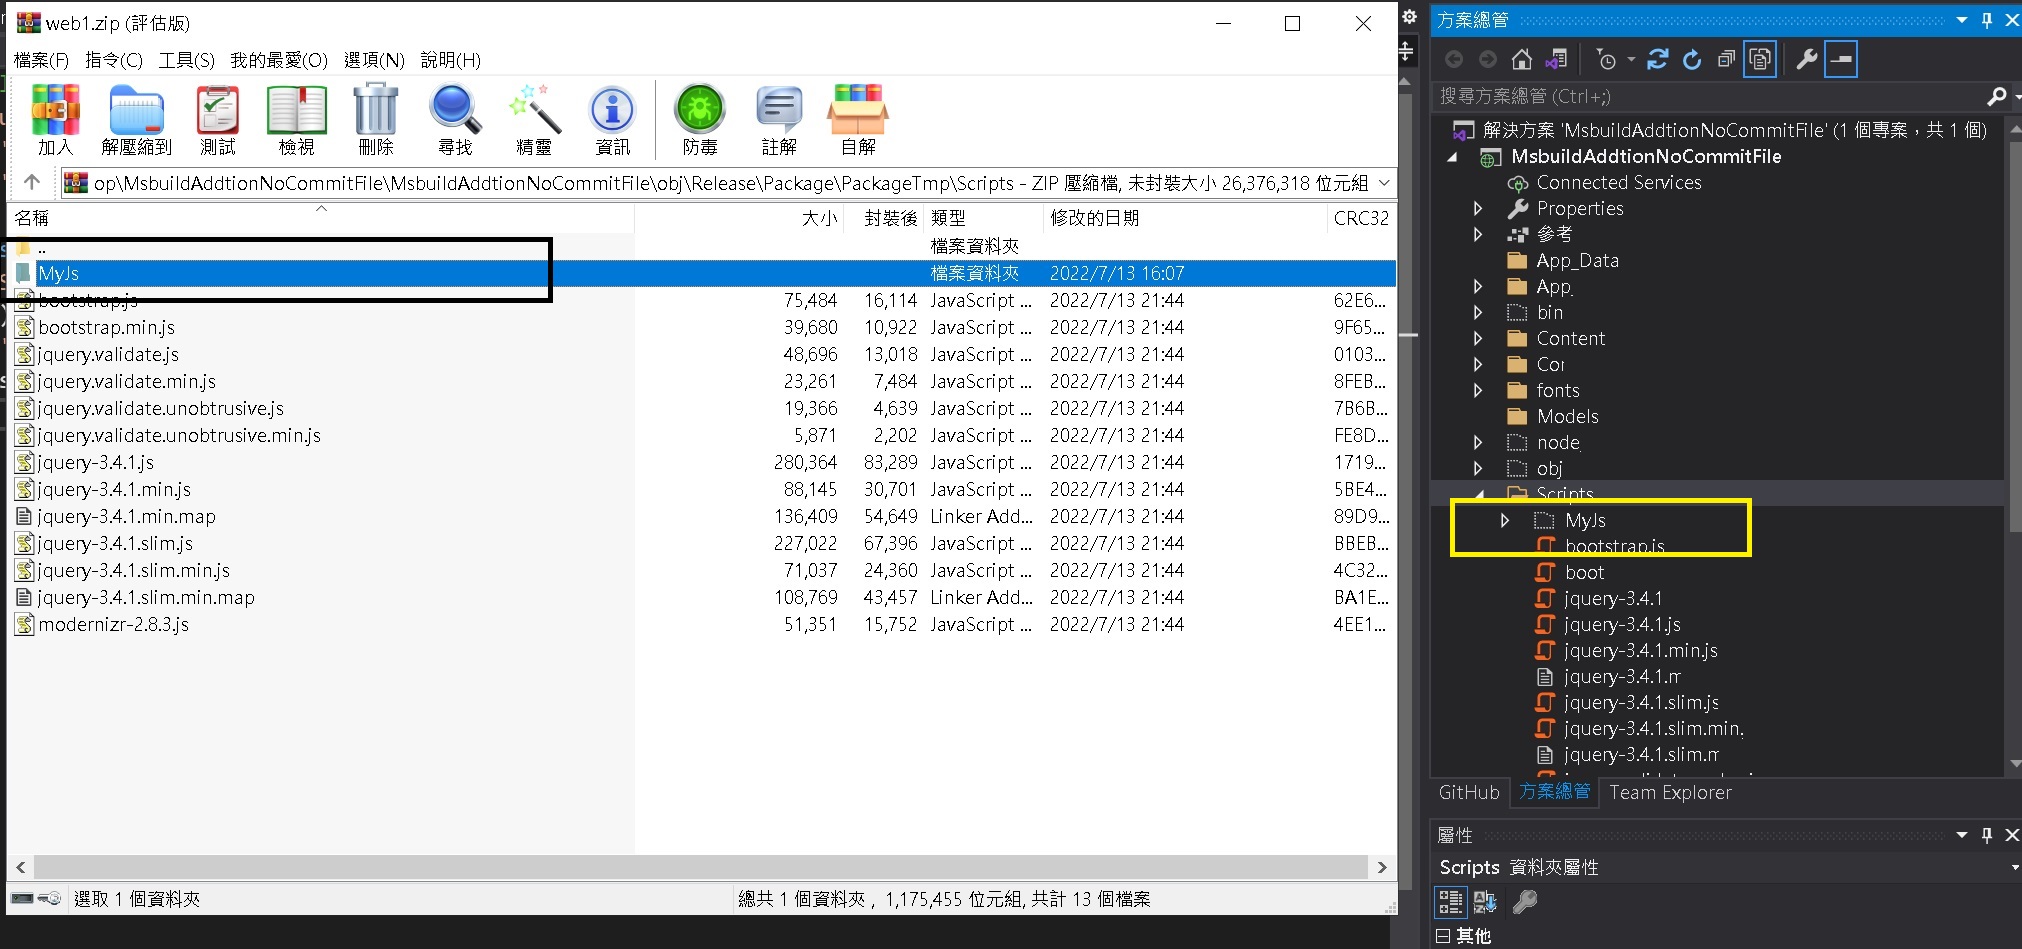 web1.zip (評估版)
檔案(F) 指令(C) 工具(S) 我的最愛(O) 選項(N) 說明(H)
加入 解壓縮到 測試 檢視 刪除 尋找 精靈 資訊 防毒 註解 自解
op\MsbuildAddtionNoCommitFile\MsbuildAddtionNoCommitFile\obj\Release\Package\PackageTmp\Scripts - ZIP 壓縮檔, 未封裝大小 26,376,318 位元組
名稱 大小 封裝後 類型 修改的日期 CRC32
.. 檔案資料夾
MyJs 檔案資料夾 2022/7/13 16:07
bootstrap.js 75,484 16,114 JavaScript ... 2022/7/13 21:44 62E6...
bootstrap.min.js 39,680 10,922 JavaScript ... 2022/7/13 21:44 9F65...
jquery.validate.js 48,696 13,018 JavaScript ... 2022/7/13 21:44 0103...
jquery.validate.min.js 23,261 7,484 JavaScript ... 2022/7/13 21:44 8FEB...
jquery.validate.unobtrusive.js 19,366 4,639 JavaScript ... 2022/7/13 21:44 7B6B...
jquery.validate.unobtrusive.min.js 5,871 2,202 JavaScript ... 2022/7/13 21:44 FE8D...
jquery-3.4.1.js 280,364 83,289 JavaScript ... 2022/7/13 21:44 1719...
jquery-3.4.1.min.js 88,145 30,701 JavaScript ... 2022/7/13 21:44 5BE4...
jquery-3.4.1.min.map 136,409 54,649 Linker Add... 2022/7/13 21:44 89D9...
jquery-3.4.1.slim.js 227,022 67,396 JavaScript ... 2022/7/13 21:44 BBEB...
jquery-3.4.1.slim.min.js 71,037 24,360 JavaScript ... 2022/7/13 21:44 4C32...
jquery-3.4.1.slim.min.map 108,769 43,457 Linker Add... 2022/7/13 21:44 BA1E...
modernizr-2.8.3.js 51,351 15,752 JavaScript ... 2022/7/13 21:44 4EE1...
選取 1 個資料夾
總共 1 個資料夾 , 1,175,455 位元組, 共計 13 個檔案
方案總管
搜尋方案總管 (Ctrl+;)
解決方案 'MsbuildAddtionNoCommitFile' (1 個專案，共 1 個)
MsbuildAddtionNoCommitFile
Connected Services
Properties
參考
App_Data
App_
bin
Content
Cor
fonts
Models
node
obj
Scripts
MyJs
bootstrap.js
boot
jquery-3.4.1
jquery-3.4.1.js
jquery-3.4.1.min.js
jquery-3.4.1.m
jquery-3.4.1.slim.js
jquery-3.4.1.slim.min.
jquery-3.4.1.slim.m
GitHub 方案總管 Team Explorer
屬性
Scripts 資料夾屬性
其他